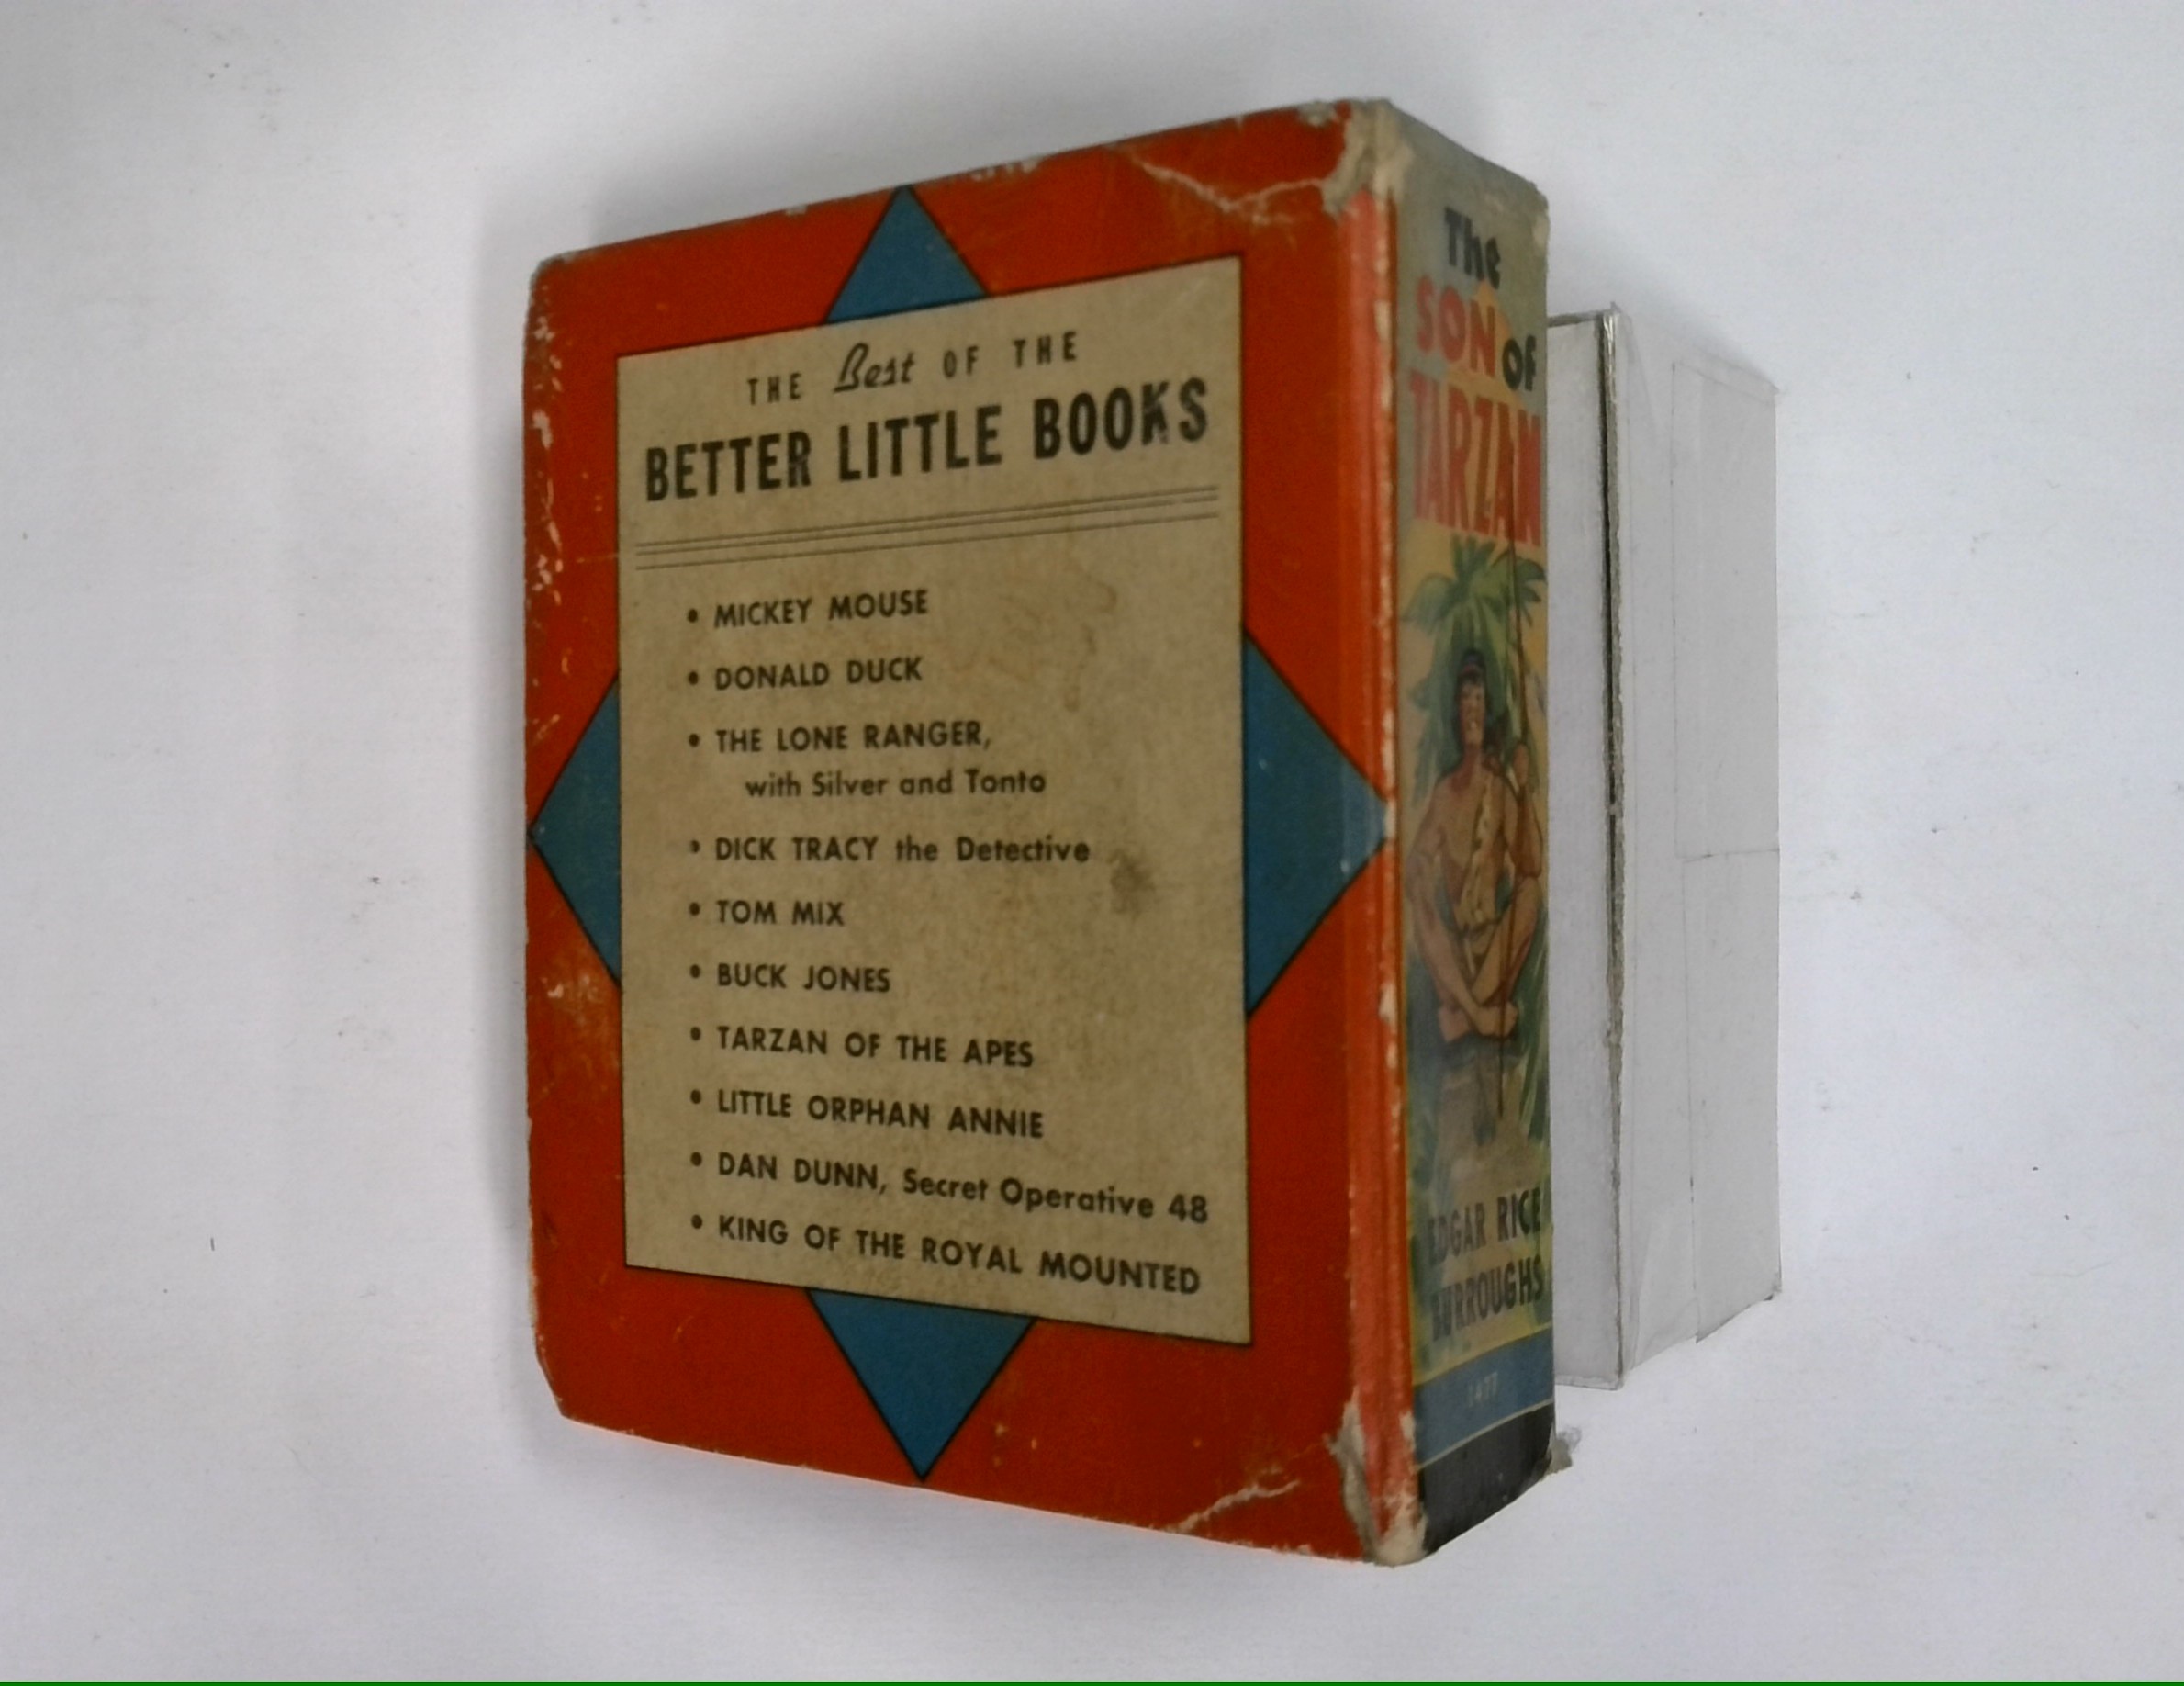 THE Best OF THE
BETTER LITTLE BOOKS
• MICKEY MOUSE
• DONALD DUCK
• THE LONE RANGER,
with Silver and Tonto
• DICK TRACY the Detective
• TOM MIX
• BUCK JONES
• TARZAN OF THE APES
• LITTLE ORPHAN ANNIE
• DAN DUNN, Secret Operative 48
• KING OF THE ROYAL MOUNTED
The
SON OF
TARZAN
EDGAR RICE
BURROUGHS
1477